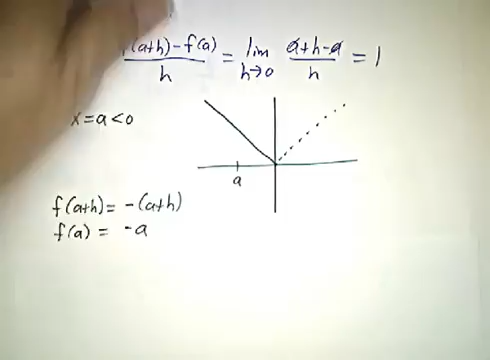 (a+h)-f(a) / h = lim h→0 a+h-a / h = 1
x=a<0
a
f(a+h)= -(a+h)
f(a) = -a